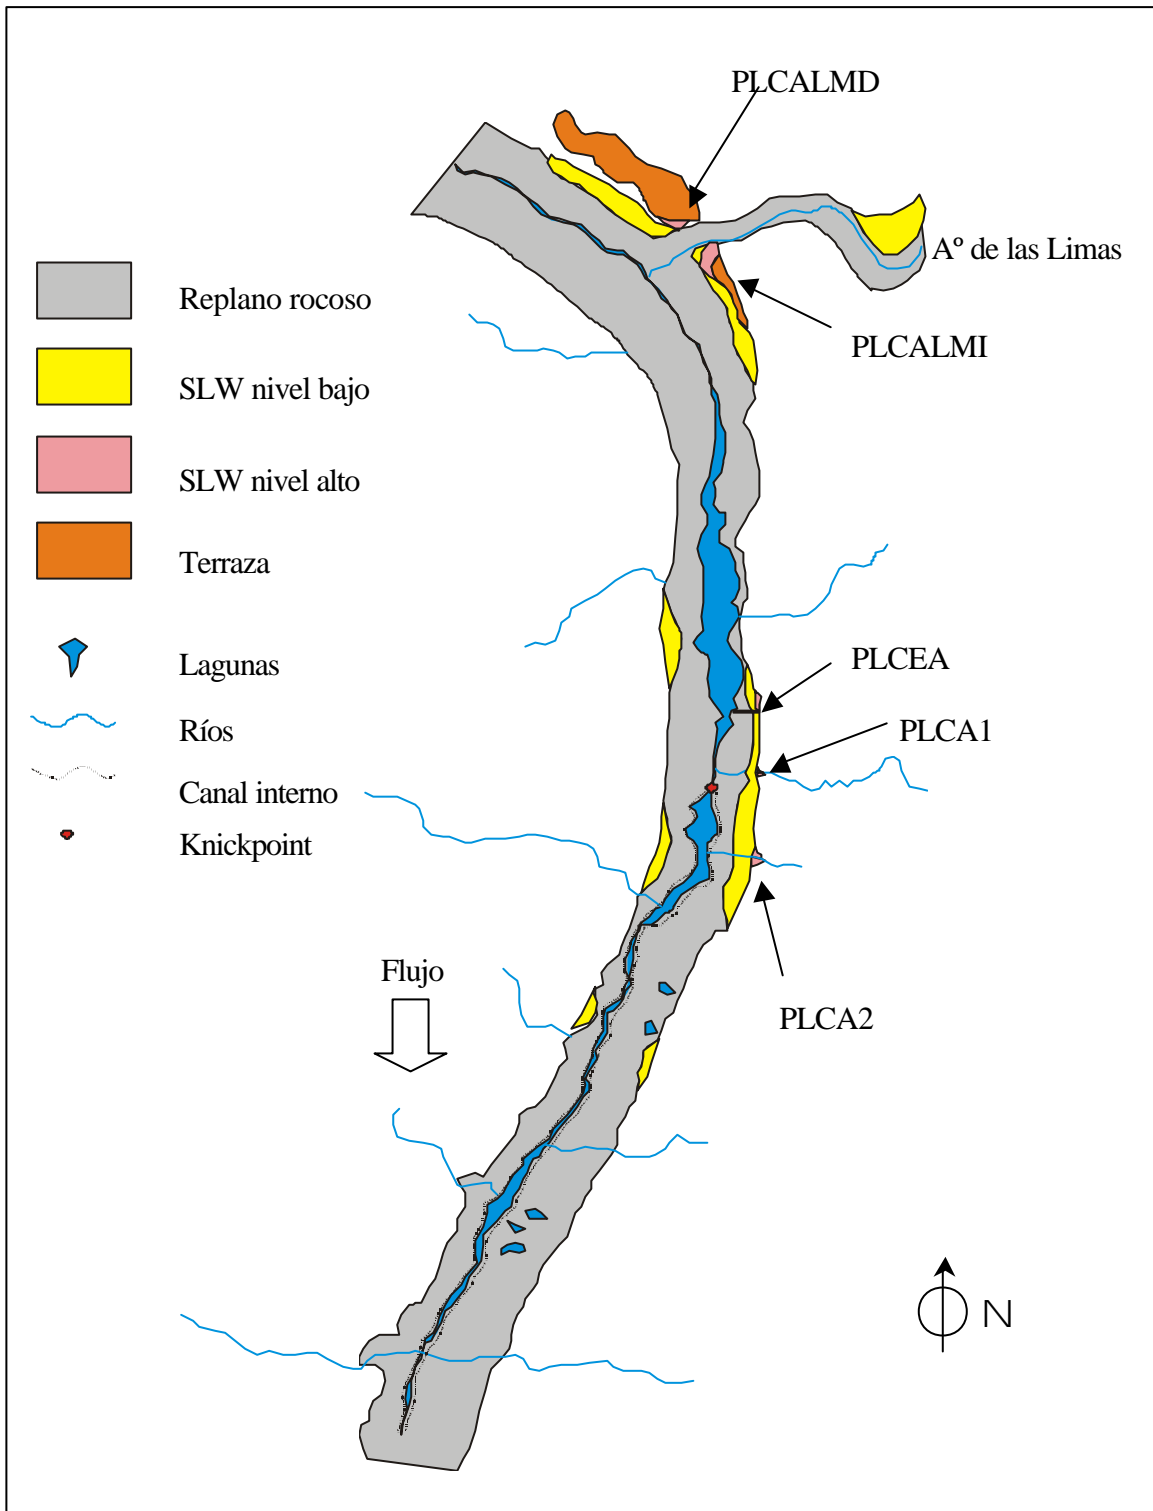 PLCALMD
Aº de las Limas
Replano rocoso
PLCALMI
SLW nivel bajo
SLW nivel alto
Terraza
Lagunas
PLCEA
Ríos
PLCA1
Canal interno
Knickpoint
Flujo
PLCA2
N